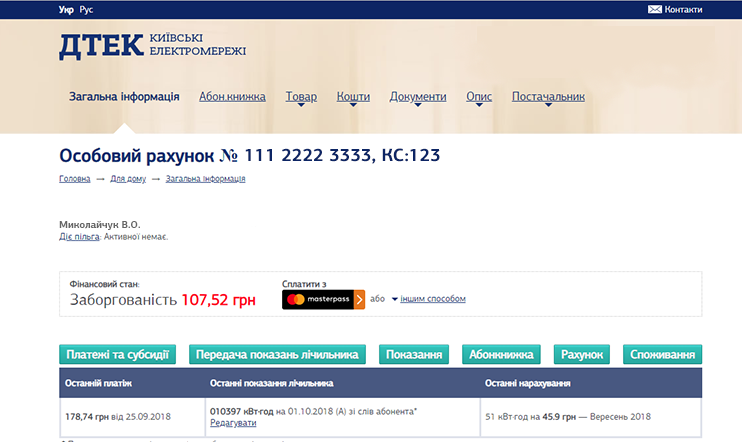 Укр Рус Контакти
ДТЕК КИЇВСЬКІ
ЕЛЕКТРОМЕРЕЖІ
Загальна інформація Абон.книжка Товар Кошти Документи Опис Постачальник
Особовий рахунок № 111 2222 3333, КС:123
Головна → Для дому → Загальна інформація
Миколайчук В.О.
Діє пільга: Активної немає.
Фінансовий стан:
Заборгованість 107,52 грн
Сплатити з
masterpass або іншим способом
Платежі та субсидії Передача показань лічильника Показання Абонкнижка Рахунок Споживання
Останній платіж Останні показання лічильника Останні нарахування
178,74 грн від 25.09.2018
010397 кВт·год на 01.10.2018 (А) зі слів абонента*
Редагувати
51 кВт·год на 45.9 грн — Вересень 2018